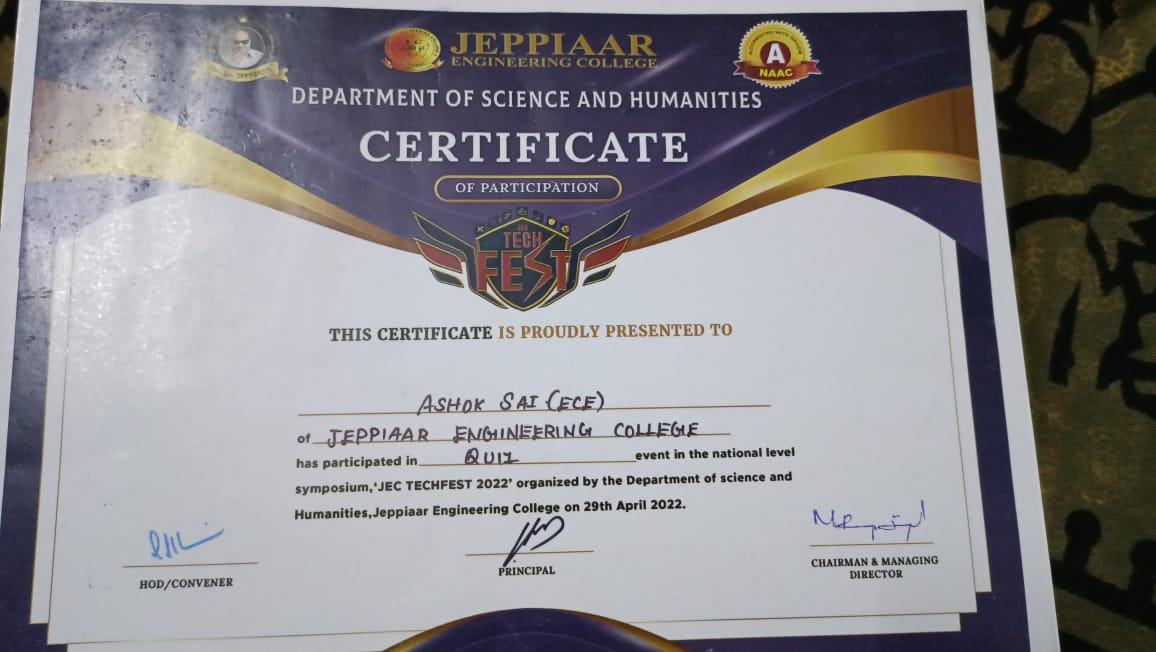 JEPPIAAR
ENGINEERING COLLEGE
ACCREDITED WITH GRADE
A
NAAC
DEPARTMENT OF SCIENCE AND HUMANITIES
CERTIFICATE
OF PARTICIPATION
JEC
TECH
FEST
THIS CERTIFICATE IS PROUDLY PRESENTED TO
ASHOK SAI (ECE)
of JEPPIAAR ENGINEERING COLLEGE
has participated in QUIZ event in the national level
symposium,‘JEC TECHFEST 2022’ organized by the Department of science and
Humanities,Jeppiaar Engineering College on 29th April 2022.
HOD/CONVENER
PRINCIPAL
CHAIRMAN & MANAGING
DIRECTOR